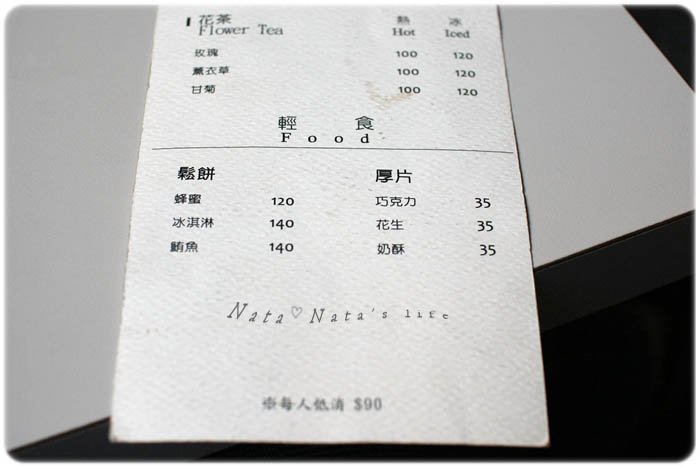 花茶 熱 冰
Flower Tea Hot Iced
玫瑰 100 120
薰衣草 100 120
甘菊 100 120
輕食
Food
鬆餅 厚片
蜂蜜 120 巧克力 35
冰淇淋 140 花生 35
鮪魚 140 奶酥 35
Nata♡Nata's life
※每人低消 $90